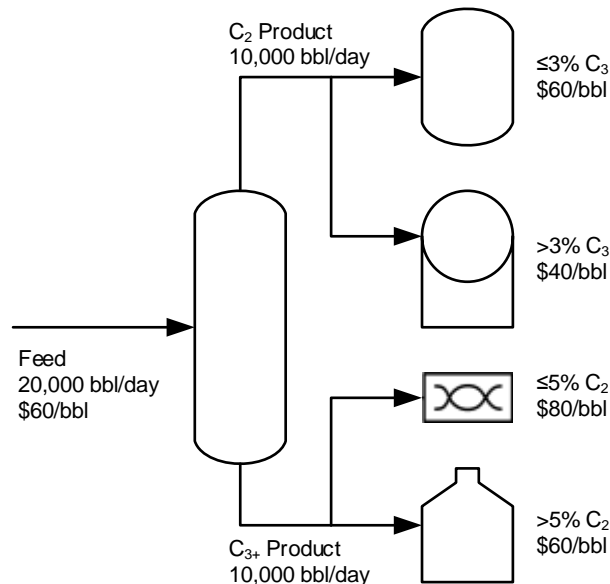 C₂ Product
10,000 bbl/day
≤3% C₃
$60/bbl
>3% C₃
$40/bbl
Feed
20,000 bbl/day
$60/bbl
≤5% C₂
$80/bbl
>5% C₂
$60/bbl
C₃₊ Product
10,000 bbl/day